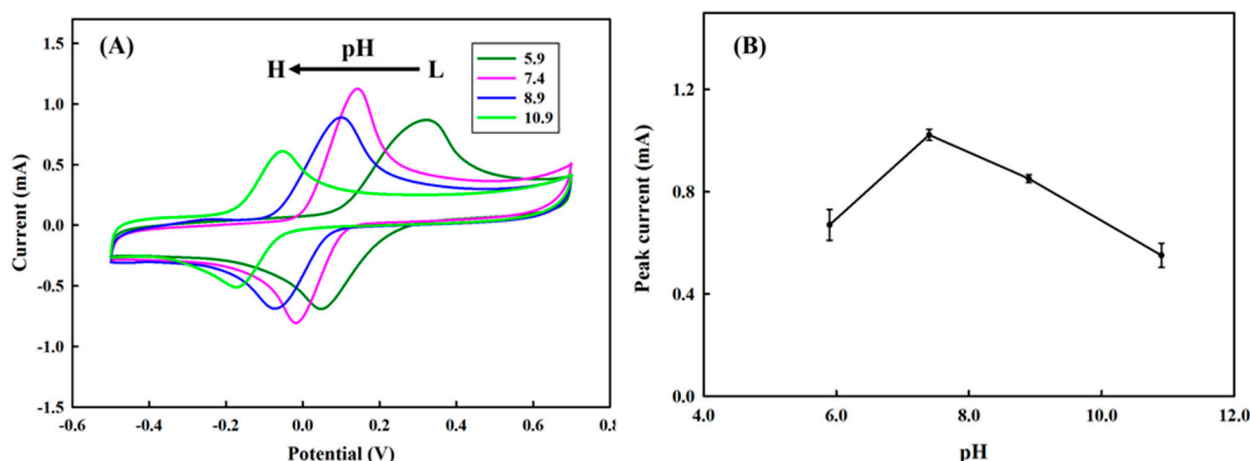 (A)
pH
H L
5.9
7.4
8.9
10.9
1.5
1.0
0.5
0.0
-0.5
-1.0
-1.5
Current (mA)
-0.6 -0.4 -0.2 0.0 0.2 0.4 0.6 0.8
Potential (V)
(B)
1.2
0.8
0.4
0.0
Peak current (mA)
4.0 6.0 8.0 10.0 12.0
pH